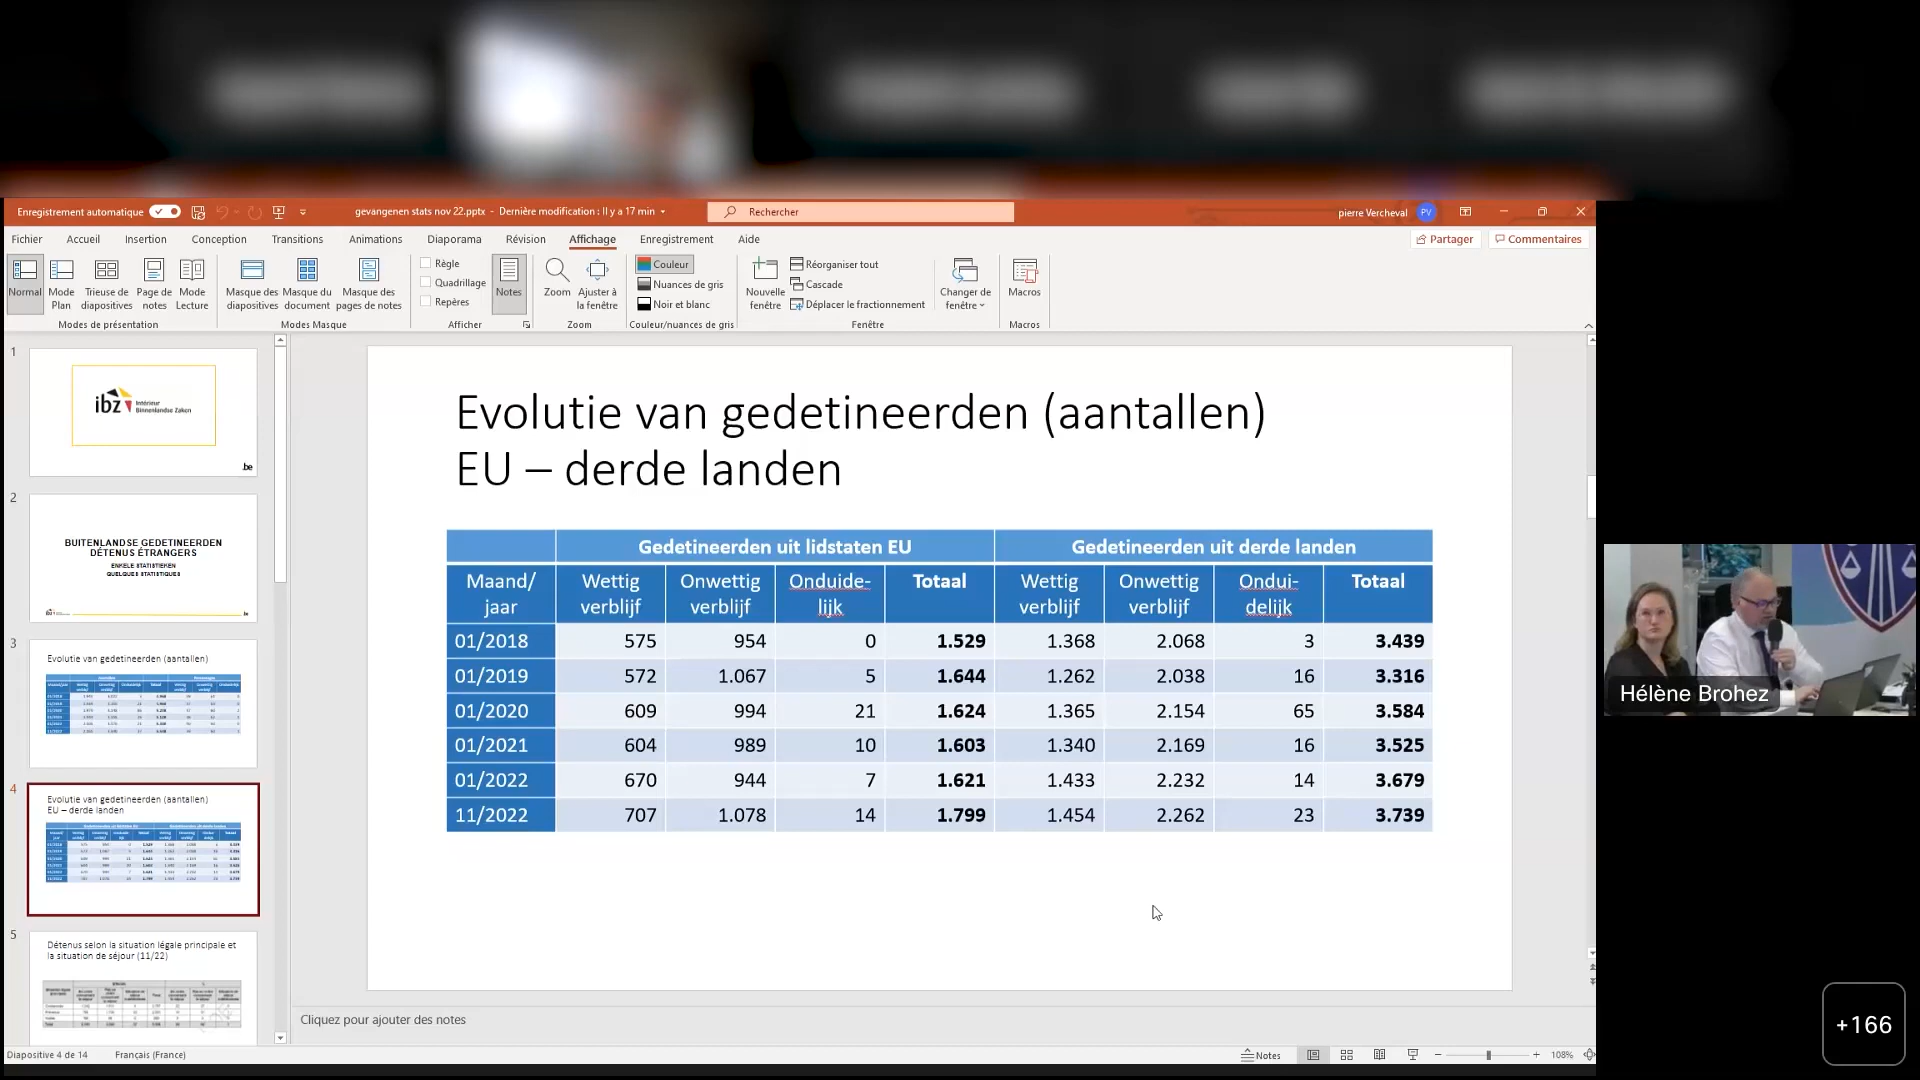 Enregistrement automatique
gevangenen stats nov 22.pptx - Dernière modification : Il y a 17 min
Rechercher
pierre Vercheval PV
Fichier Accueil Insertion Conception Transitions Animations Diaporama Révision Affichage Enregistrement Aide
Partager Commentaires
Normal
Mode Plan
Trieuse de diapositives
Page de notes
Mode Lecture
Modes de présentation
Masque des diapositives
Masque du document
Masque des pages de notes
Modes Masque
Règle
Quadrillage
Repères
Afficher
Notes
Zoom
Ajuster à la fenêtre
Zoom
Couleur
Nuances de gris
Noir et blanc
Couleur/nuances de gris
Nouvelle fenêtre
Réorganiser tout
Cascade
Déplacer le fractionnement
Changer de fenêtre
Fenêtre
Macros
Macros
1
ibz Intérieur
Binnenlandse Zaken
.be
2
BUITENLANDSE GEDETINEERDEN
DÉTENUS ÉTRANGERS
ENKELE STATISTIEKEN
QUELQUES STATISTIQUES
3
Evolutie van gedetineerden (aantallen)
4
Evolutie van gedetineerden (aantallen)
EU – derde landen
5
Détenus selon la situation légale principale et
la situation de séjour (11/22)
Evolutie van gedetineerden (aantallen)
EU – derde landen
Gedetineerden uit lidstaten EU Gedetineerden uit derde landen
Maand/ Wettig Onwettig Onduide- Totaal Wettig Onwettig Ondui- Totaal
jaar verblijf verblijf lijk verblijf verblijf delijk
01/2018 575 954 0 1.529 1.368 2.068 3 3.439
01/2019 572 1.067 5 1.644 1.262 2.038 16 3.316
01/2020 609 994 21 1.624 1.365 2.154 65 3.584
01/2021 604 989 10 1.603 1.340 2.169 16 3.525
01/2022 670 944 7 1.621 1.433 2.232 14 3.679
11/2022 707 1.078 14 1.799 1.454 2.262 23 3.739
Cliquez pour ajouter des notes
Diapositive 4 de 14 Français (France)
Notes
108%
Hélène Brohez
+166